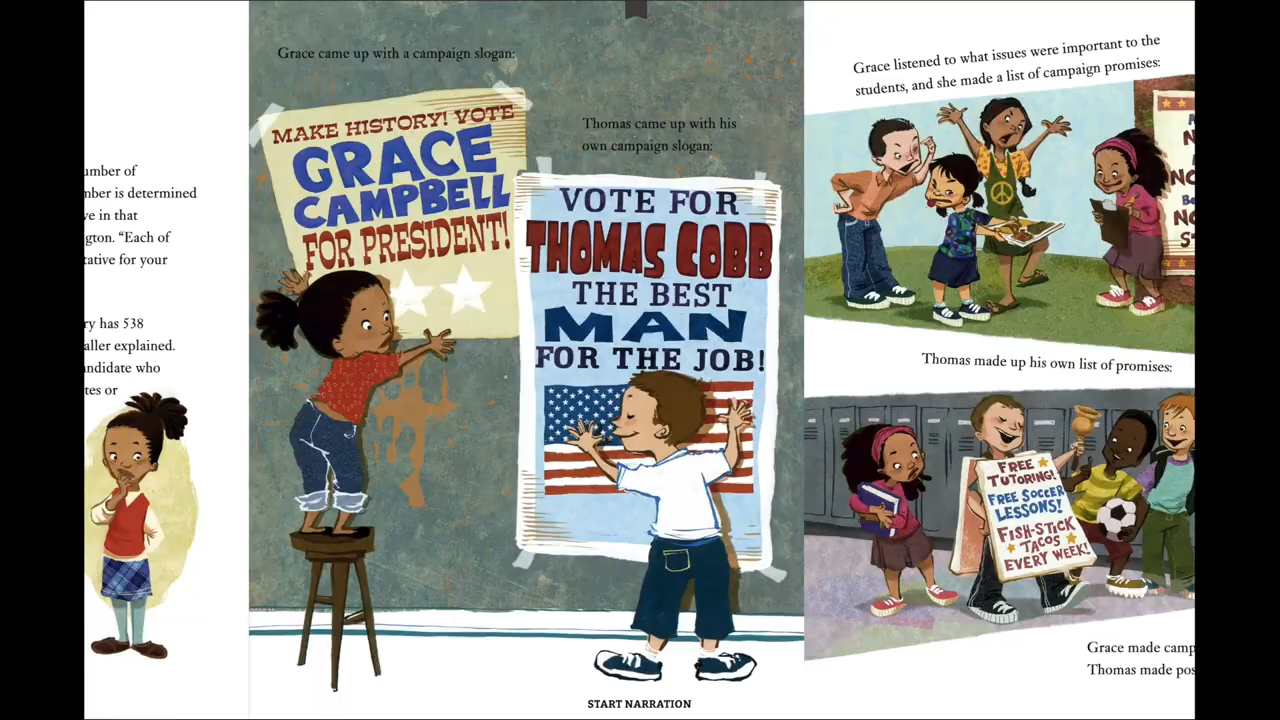 umber of
mber is determined
ve in that
gton. “Each of
tative for your
ry has 538
aller explained.
andidate who
tes or
Grace came up with a campaign slogan:
MAKE HISTORY! VOTE
GRACE
CAMPBELL
FOR PRESIDENT!
Thomas came up with his
own campaign slogan:
VOTE FOR
THOMAS COBB
THE BEST
MAN
FOR THE JOB!
START NARRATION
Grace listened to what issues were important to the
students, and she made a list of campaign promises:
N
NO
Be
NO
S
Thomas made up his own list of promises:
FREE
TUTORING!
FREE SOCCER
LESSONS!
FISH-STICK
TACOS
EVERY WEEK!
Grace made camp
Thomas made pos